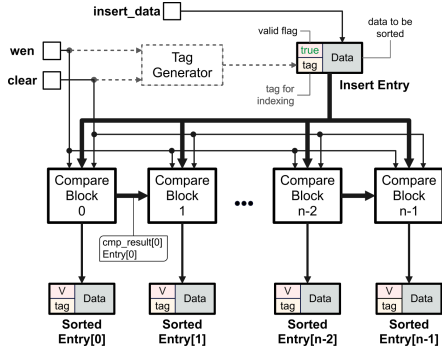 insert_data
valid flag
data to be
sorted
wen
clear
Tag
Generator
true
tag
Data
tag for
indexing
Insert Entry
Compare
Block
0
Compare
Block
1
Compare
Block
n-2
Compare
Block
n-1
cmp_result[0]
Entry[0]
V
tag
Data
V
tag
Data
V
tag
Data
V
tag
Data
Sorted
Entry[0]
Sorted
Entry[1]
Sorted
Entry[n-2]
Sorted
Entry[n-1]